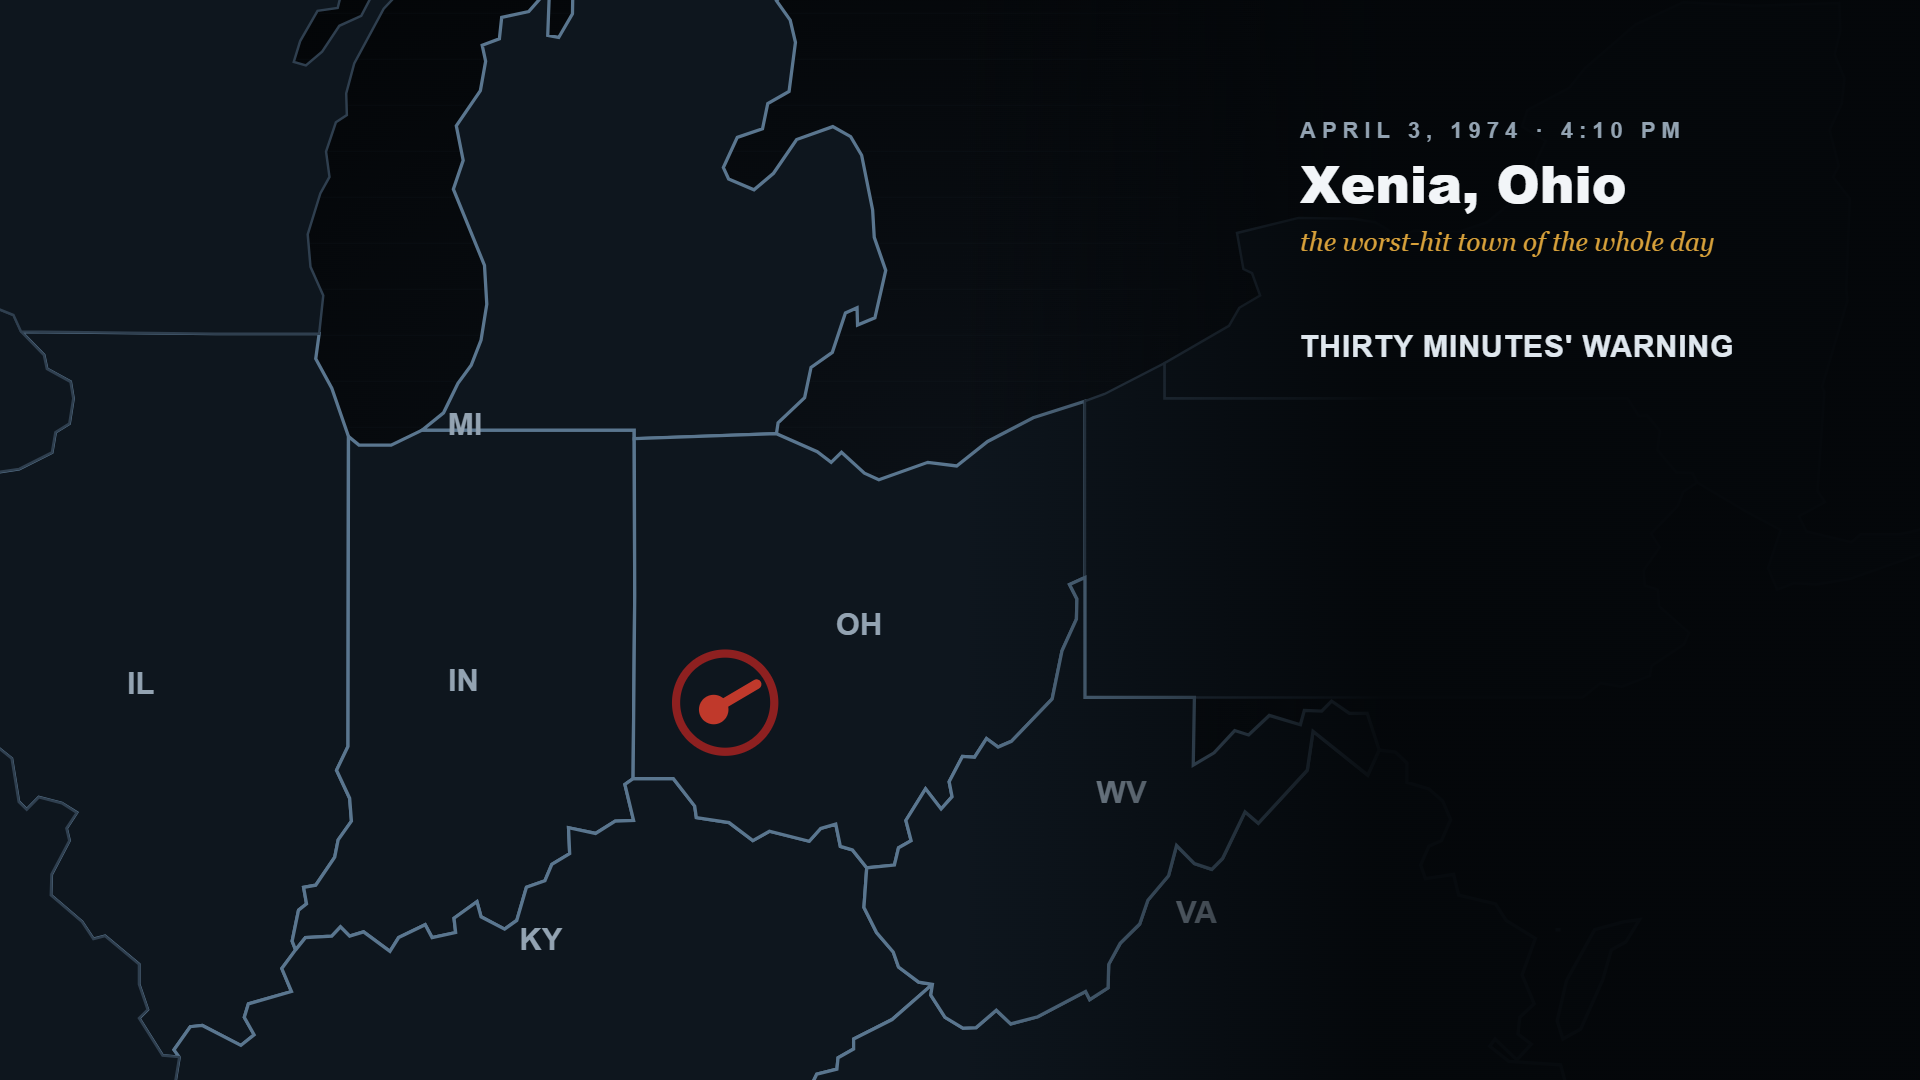 APRIL 3, 1974 · 4:10 PM
Xenia, Ohio
the worst-hit town of the whole day
THIRTY MINUTES' WARNING
MI
OH
IL
IN
WV
VA
KY